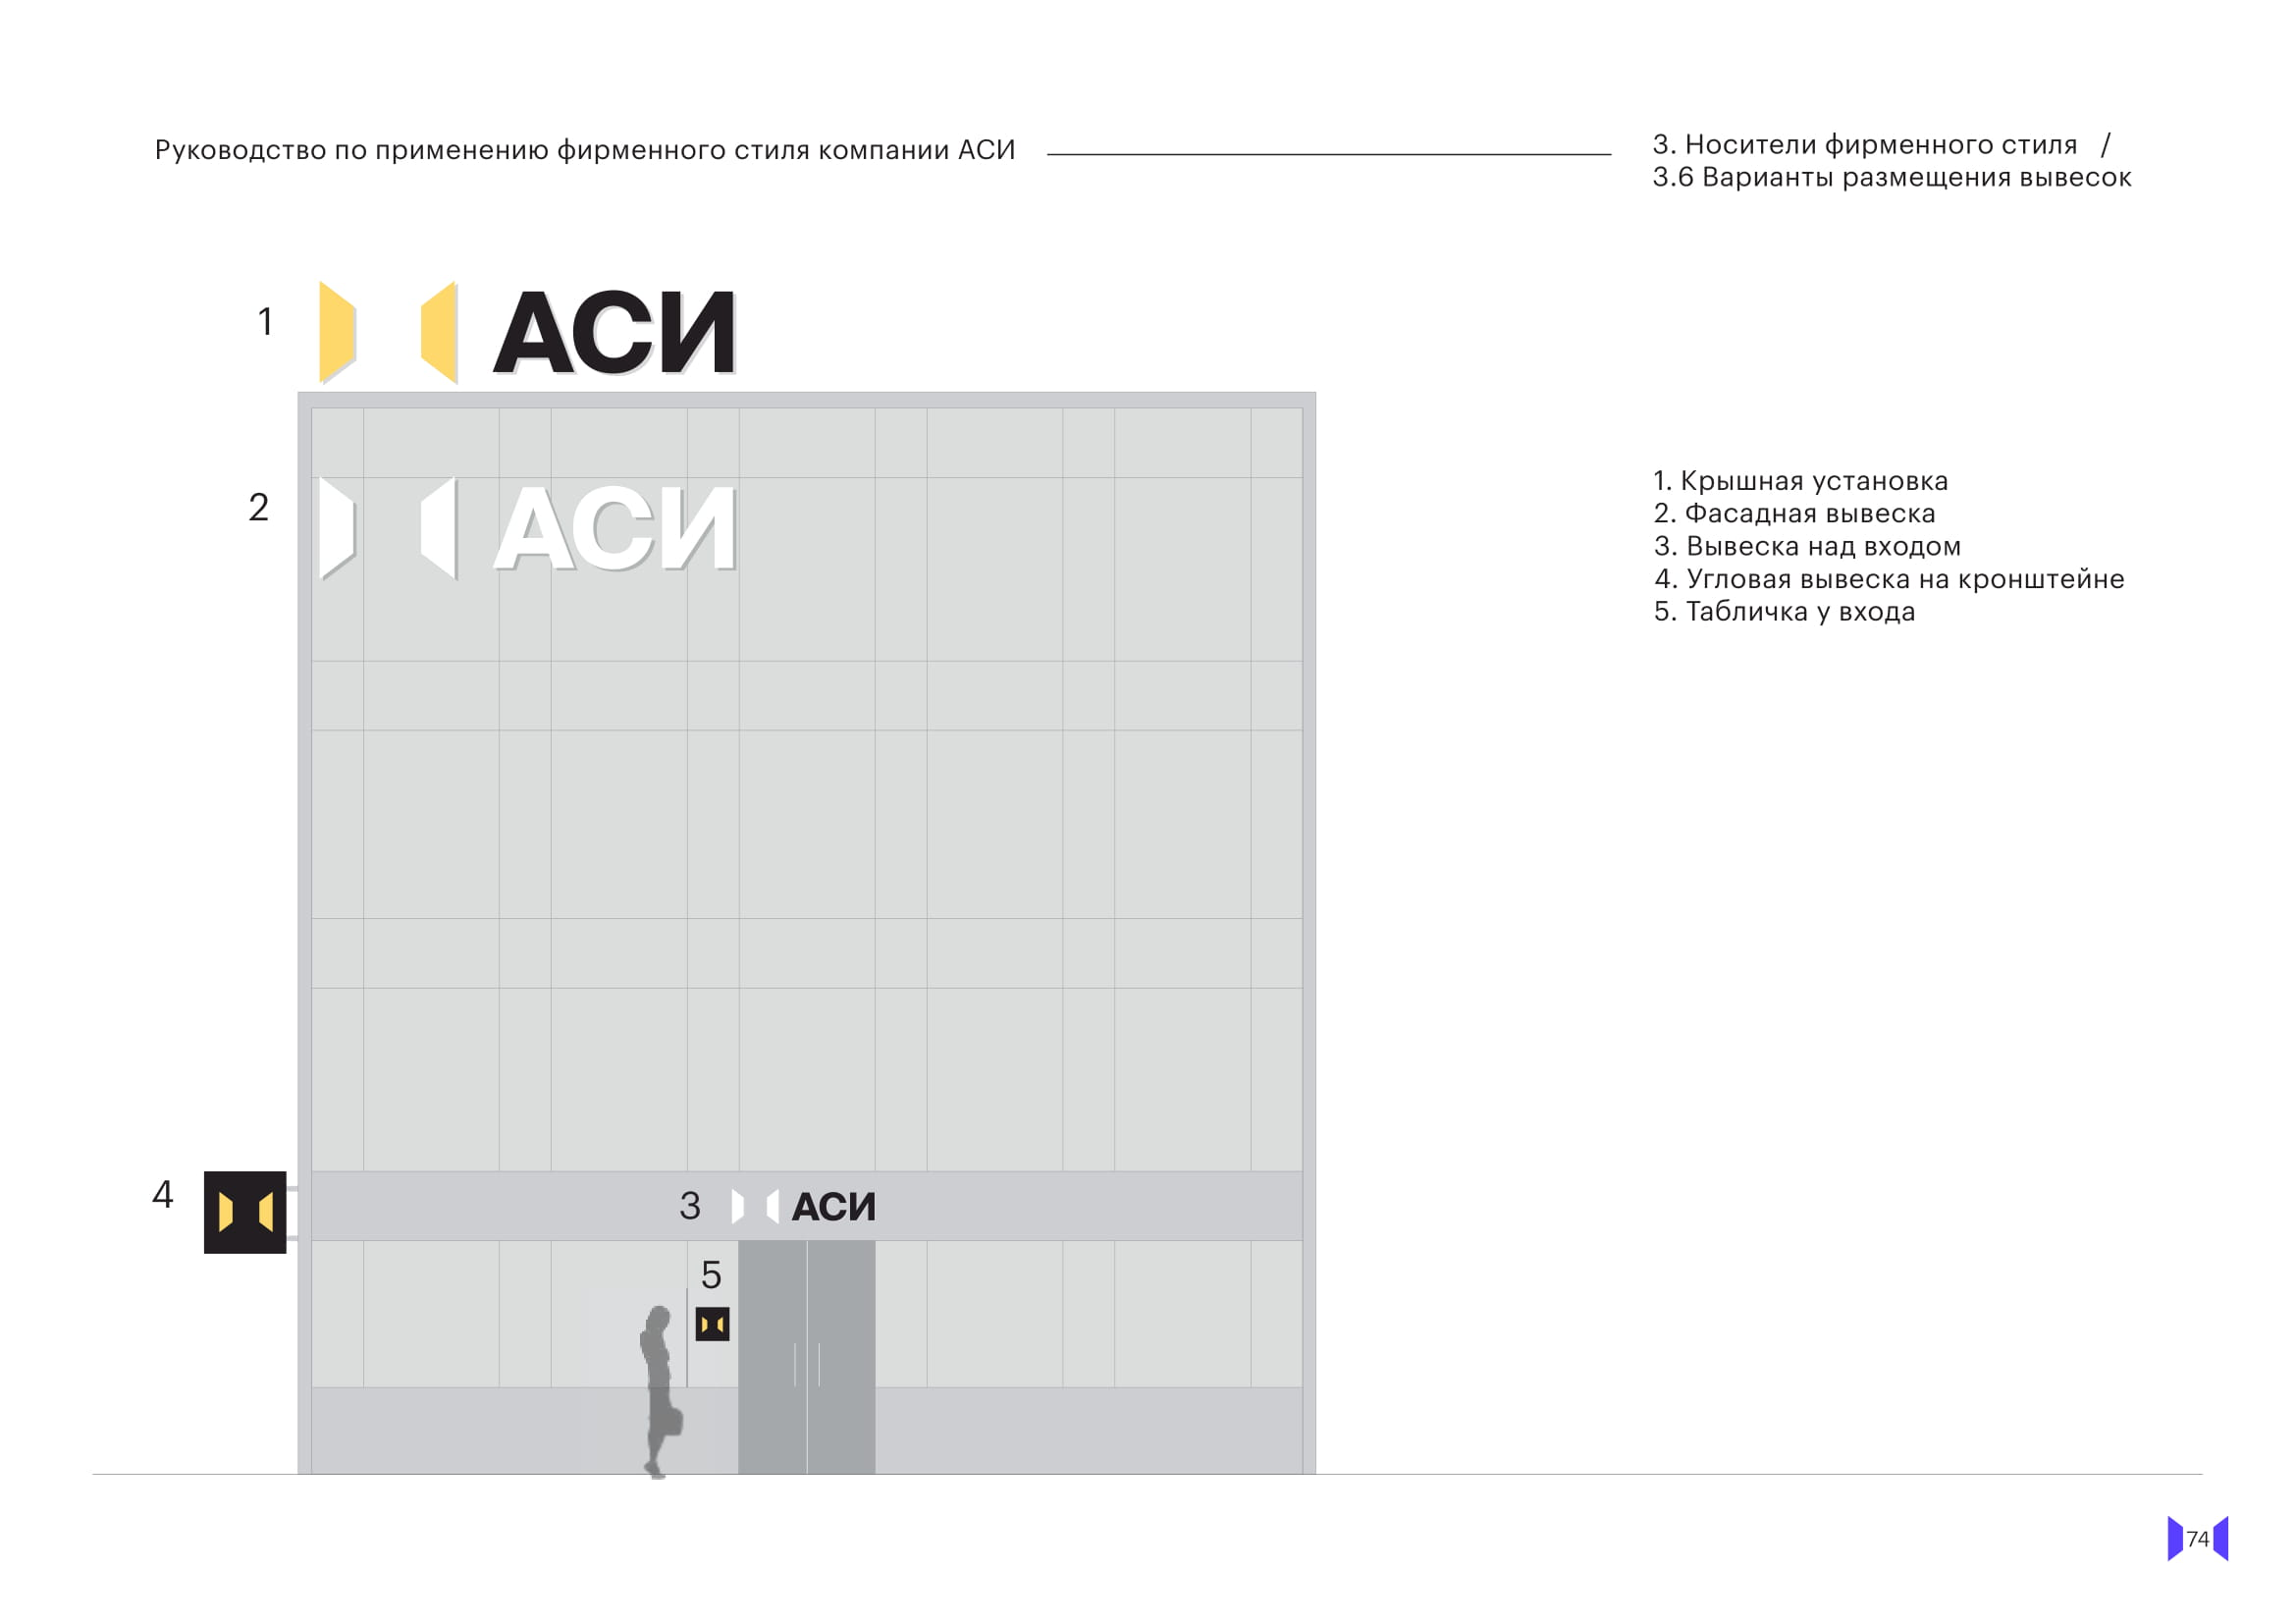 Руководство по применению фирменного стиля компании АСИ
3. Носители фирменного стиля /
3.6 Варианты размещения вывесок
1
АСИ
2
АСИ
1. Крышная установка
2. Фасадная вывеска
3. Вывеска над входом
4. Угловая вывеска на кронштейне
5. Табличка у входа
4
3
АСИ
5
74